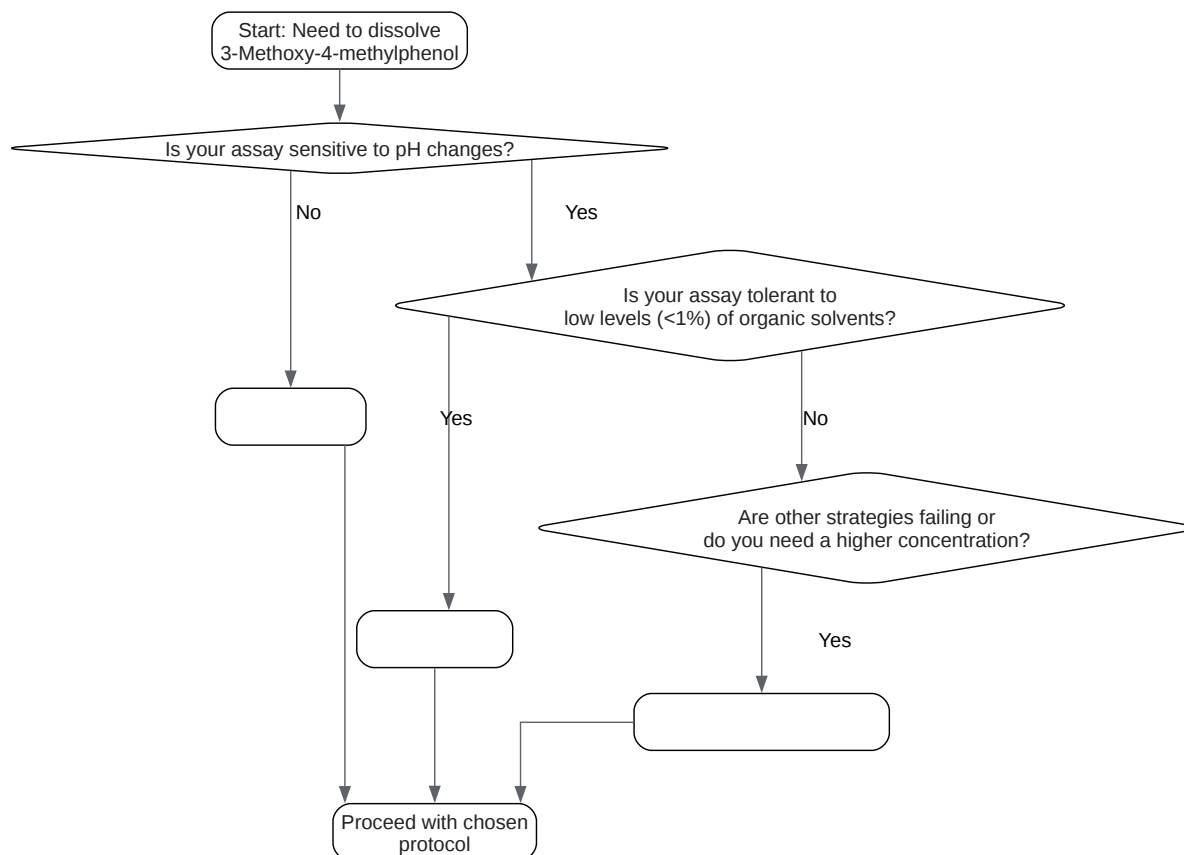 Start: Need to dissolve
3-Methoxy-4-methylphenol
Is your assay sensitive to pH changes?
No
Yes
Is your assay tolerant to
low levels (<1%) of organic solvents?
Yes
No
Are other strategies failing or
do you need a higher concentration?
Yes
Proceed with chosen
protocol